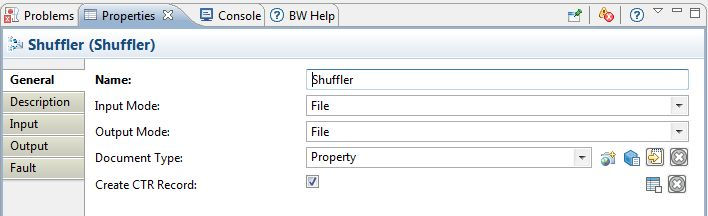 Problems Properties Console BW Help
Shuffler (Shuffler)
General
Name: Shuffler
Description
Input Mode: File
Input
Output Mode: File
Output
Document Type: Property
Fault
Create CTR Record: